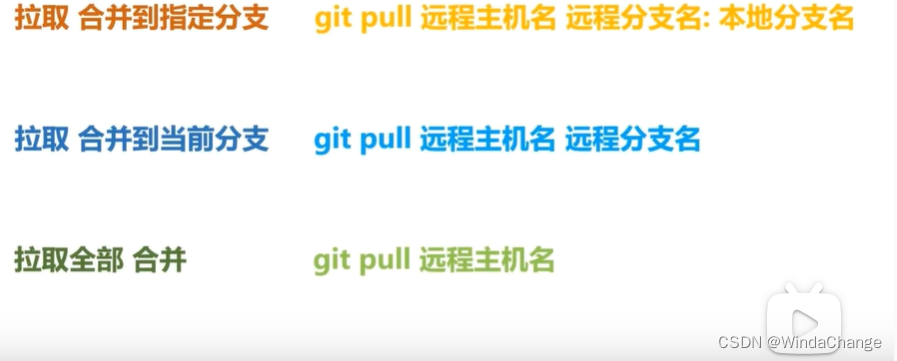 拉取 合并到指定分支 git pull 远程主机名 远程分支名: 本地分支名
拉取 合并到当前分支 git pull 远程主机名 远程分支名
拉取全部 合并 git pull 远程主机名
CSDN @WindaChange